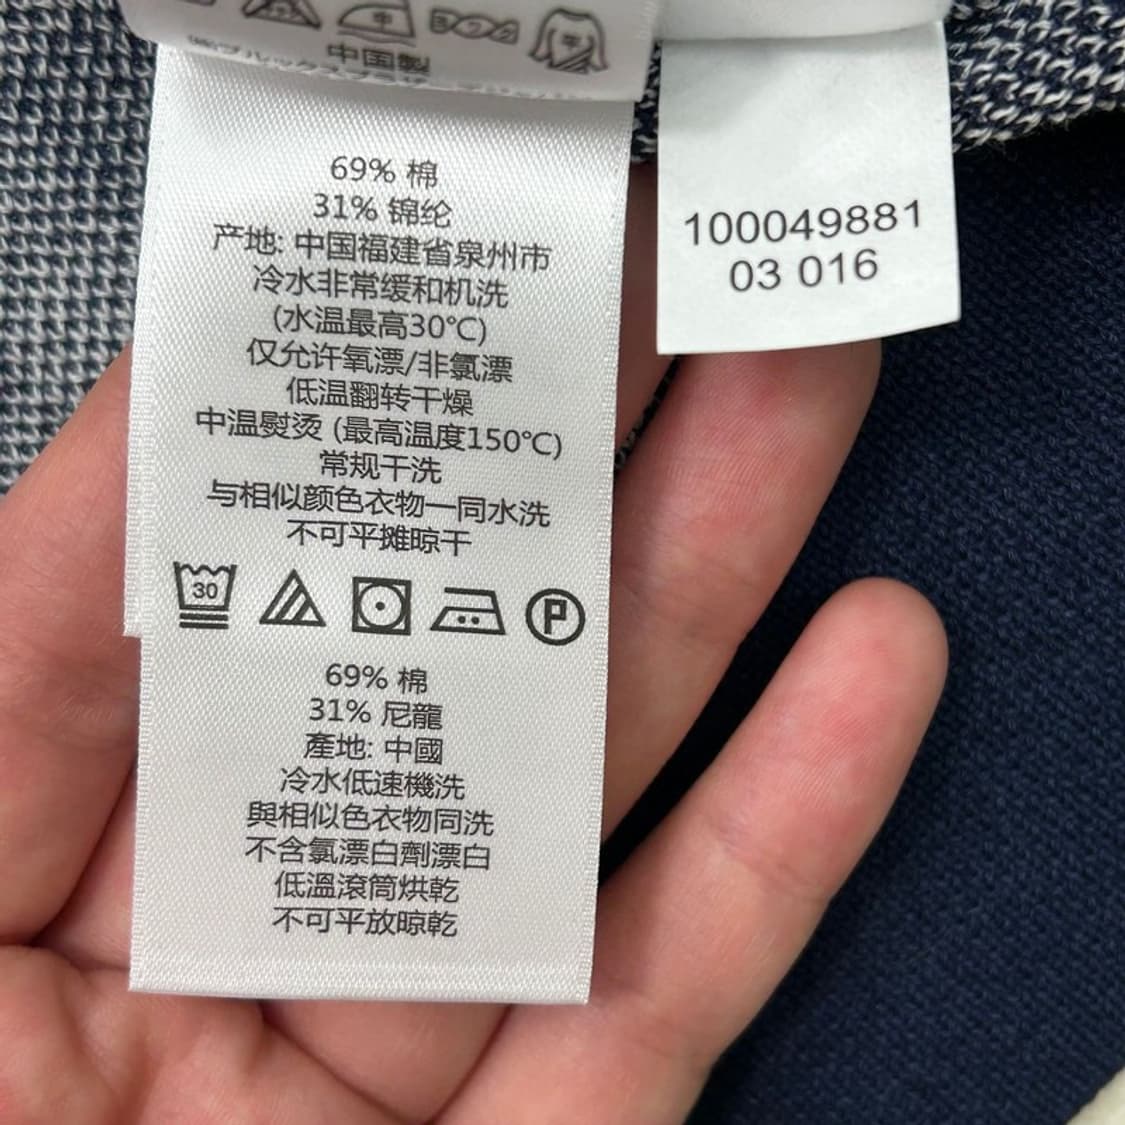 中国製
69% 棉
31% 锦纶
产地: 中国福建省泉州市
冷水非常缓和机洗
(水温最高30℃)
仅允许氧漂/非氯漂
低温翻转干燥
中温熨烫 (最高温度150℃)
常规干洗
与相似颜色衣物一同水洗
不可平摊晾干
30
P
69% 棉
31% 尼龍
產地: 中國
冷水低速機洗
與相似色衣物同洗
不含氯漂白劑漂白
低溫滾筒烘乾
不可平放晾乾
100049881
03 016